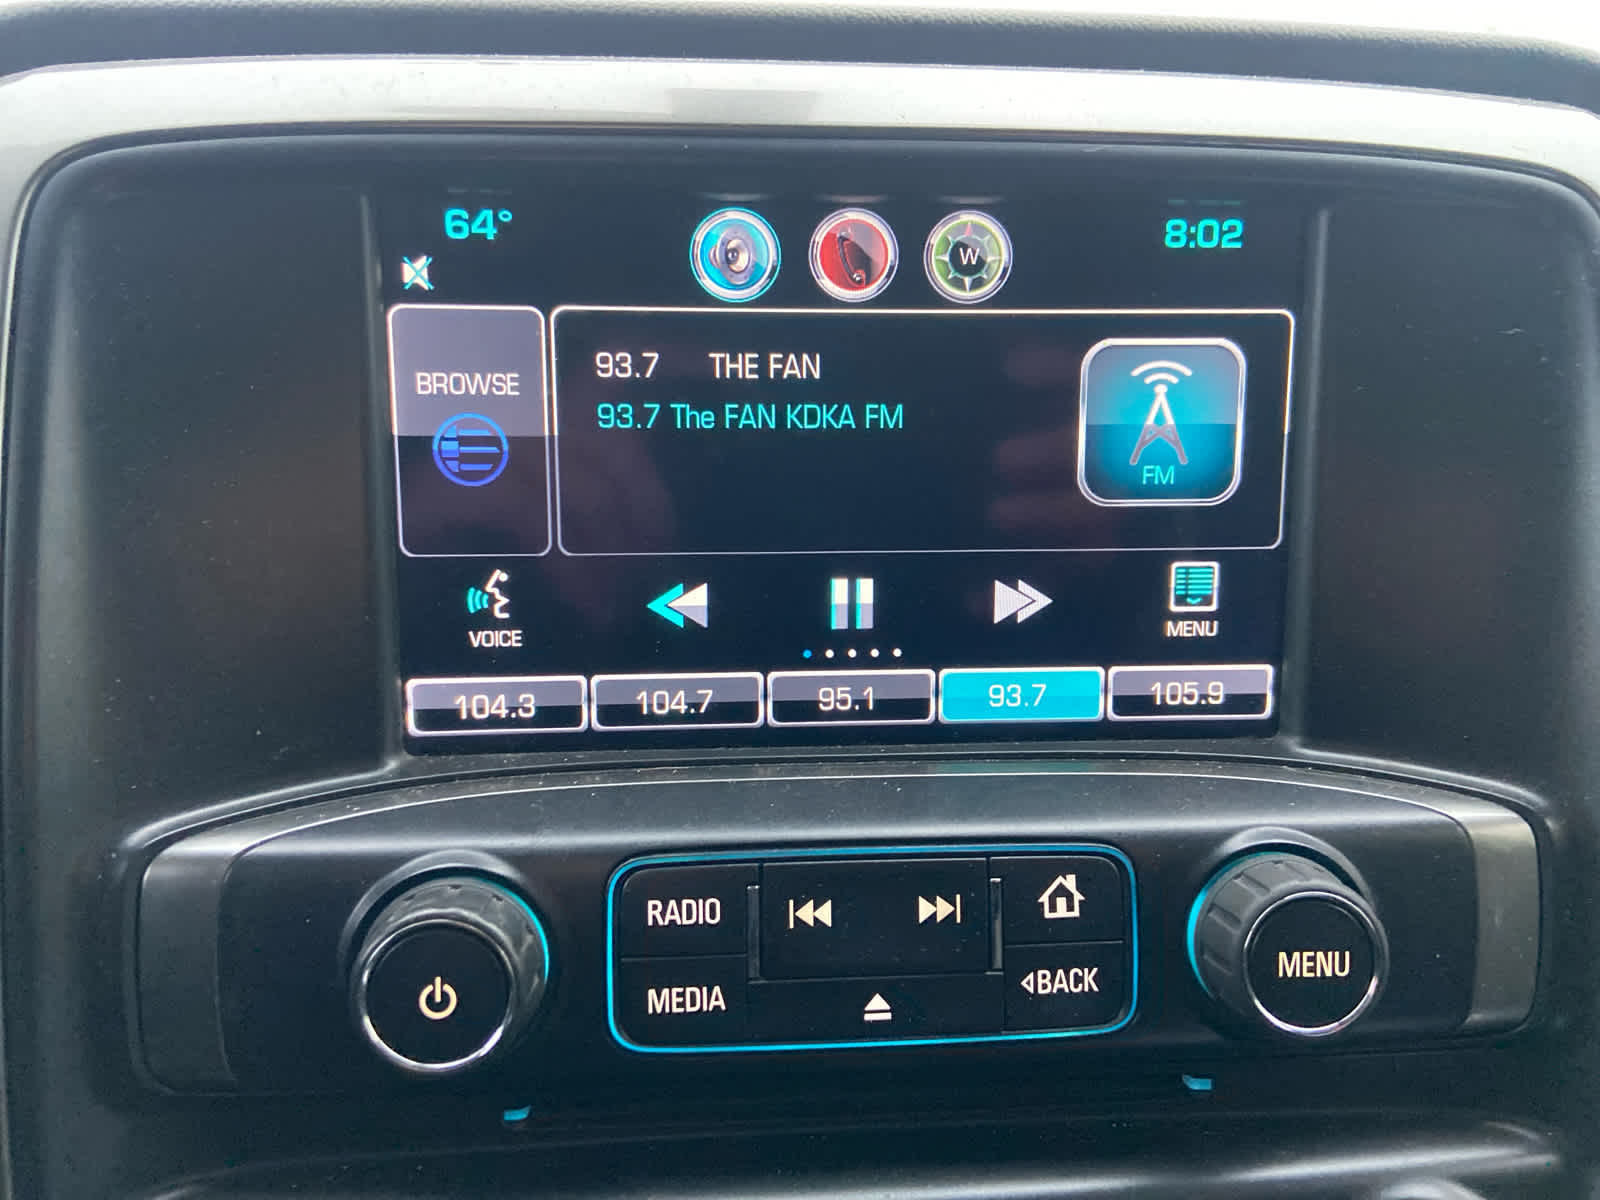 64°
8:02
W
BROWSE
93.7 THE FAN
93.7 The FAN KDKA FM
FM
VOICE
MENU
104.3
104.7
95.1
93.7
105.9
RADIO
MEDIA
BACK
MENU